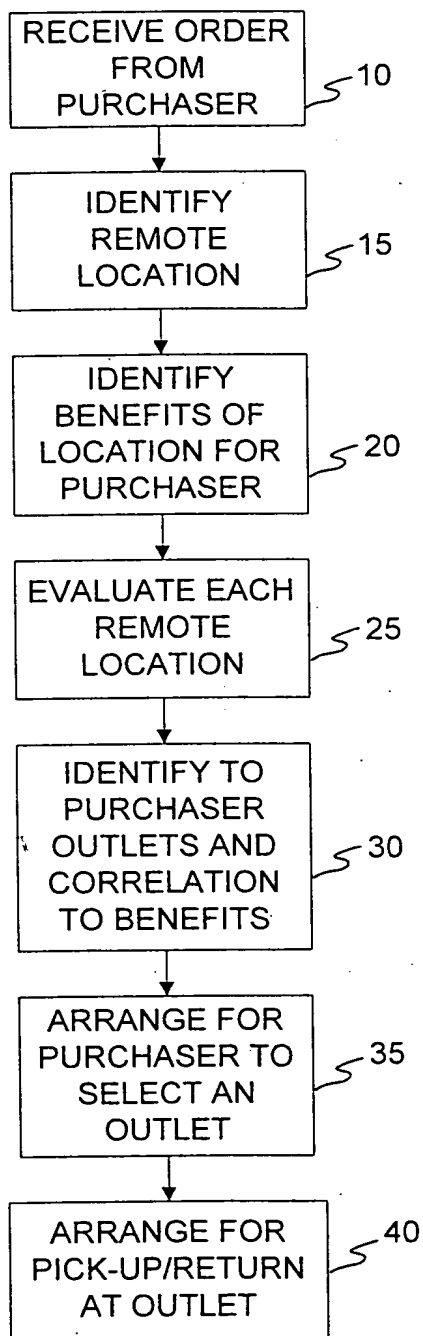 RECEIVE ORDER
FROM
PURCHASER
10
IDENTIFY
REMOTE
LOCATION
15
IDENTIFY
BENEFITS OF
LOCATION FOR
PURCHASER
20
EVALUATE EACH
REMOTE
LOCATION
25
IDENTIFY TO
PURCHASER
OUTLETS AND
CORRELATION
TO BENEFITS
30
ARRANGE FOR
PURCHASER TO
SELECT AN
OUTLET
35
ARRANGE FOR
PICK-UP/RETURN
AT OUTLET
40